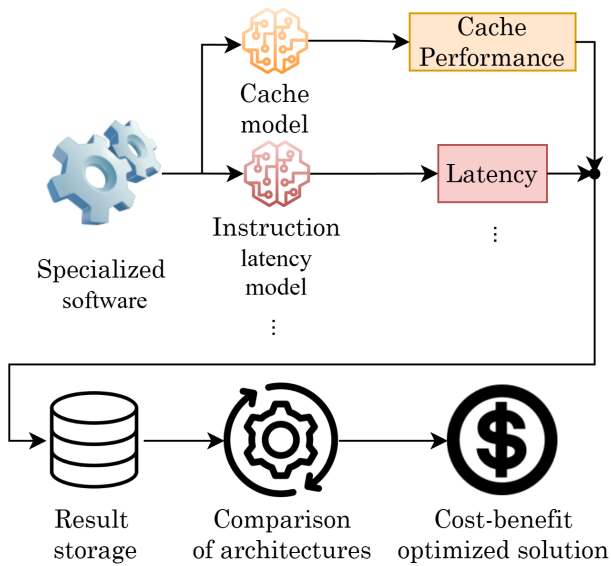 Cache
Performance
Cache
model
Latency
Instruction
latency
model
⋮
Specialized
software
⋮
Result
storage
Comparison
of architectures
Cost-benefit
optimized solution